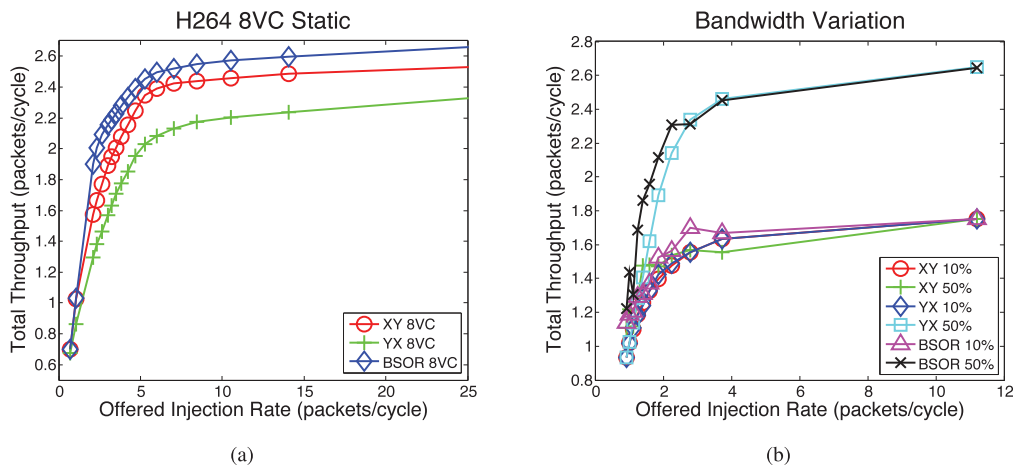 H264 8VC Static
Total Throughput (packets/cycle)
2.6
2.4
2.2
2
1.8
1.6
1.4
1.2
1
0.8
0.6
0
5
10
15
20
25
XY 8VC
YX 8VC
BSOR 8VC
Offered Injection Rate (packets/cycle)
(a)
Bandwidth Variation
Total Throughput (packets/cycle)
2.8
2.6
2.4
2.2
2
1.8
1.6
1.4
1.2
1
0.8
0
2
4
6
8
10
12
XY 10%
XY 50%
YX 10%
YX 50%
BSOR 10%
BSOR 50%
Offered Injection Rate (packets/cycle)
(b)